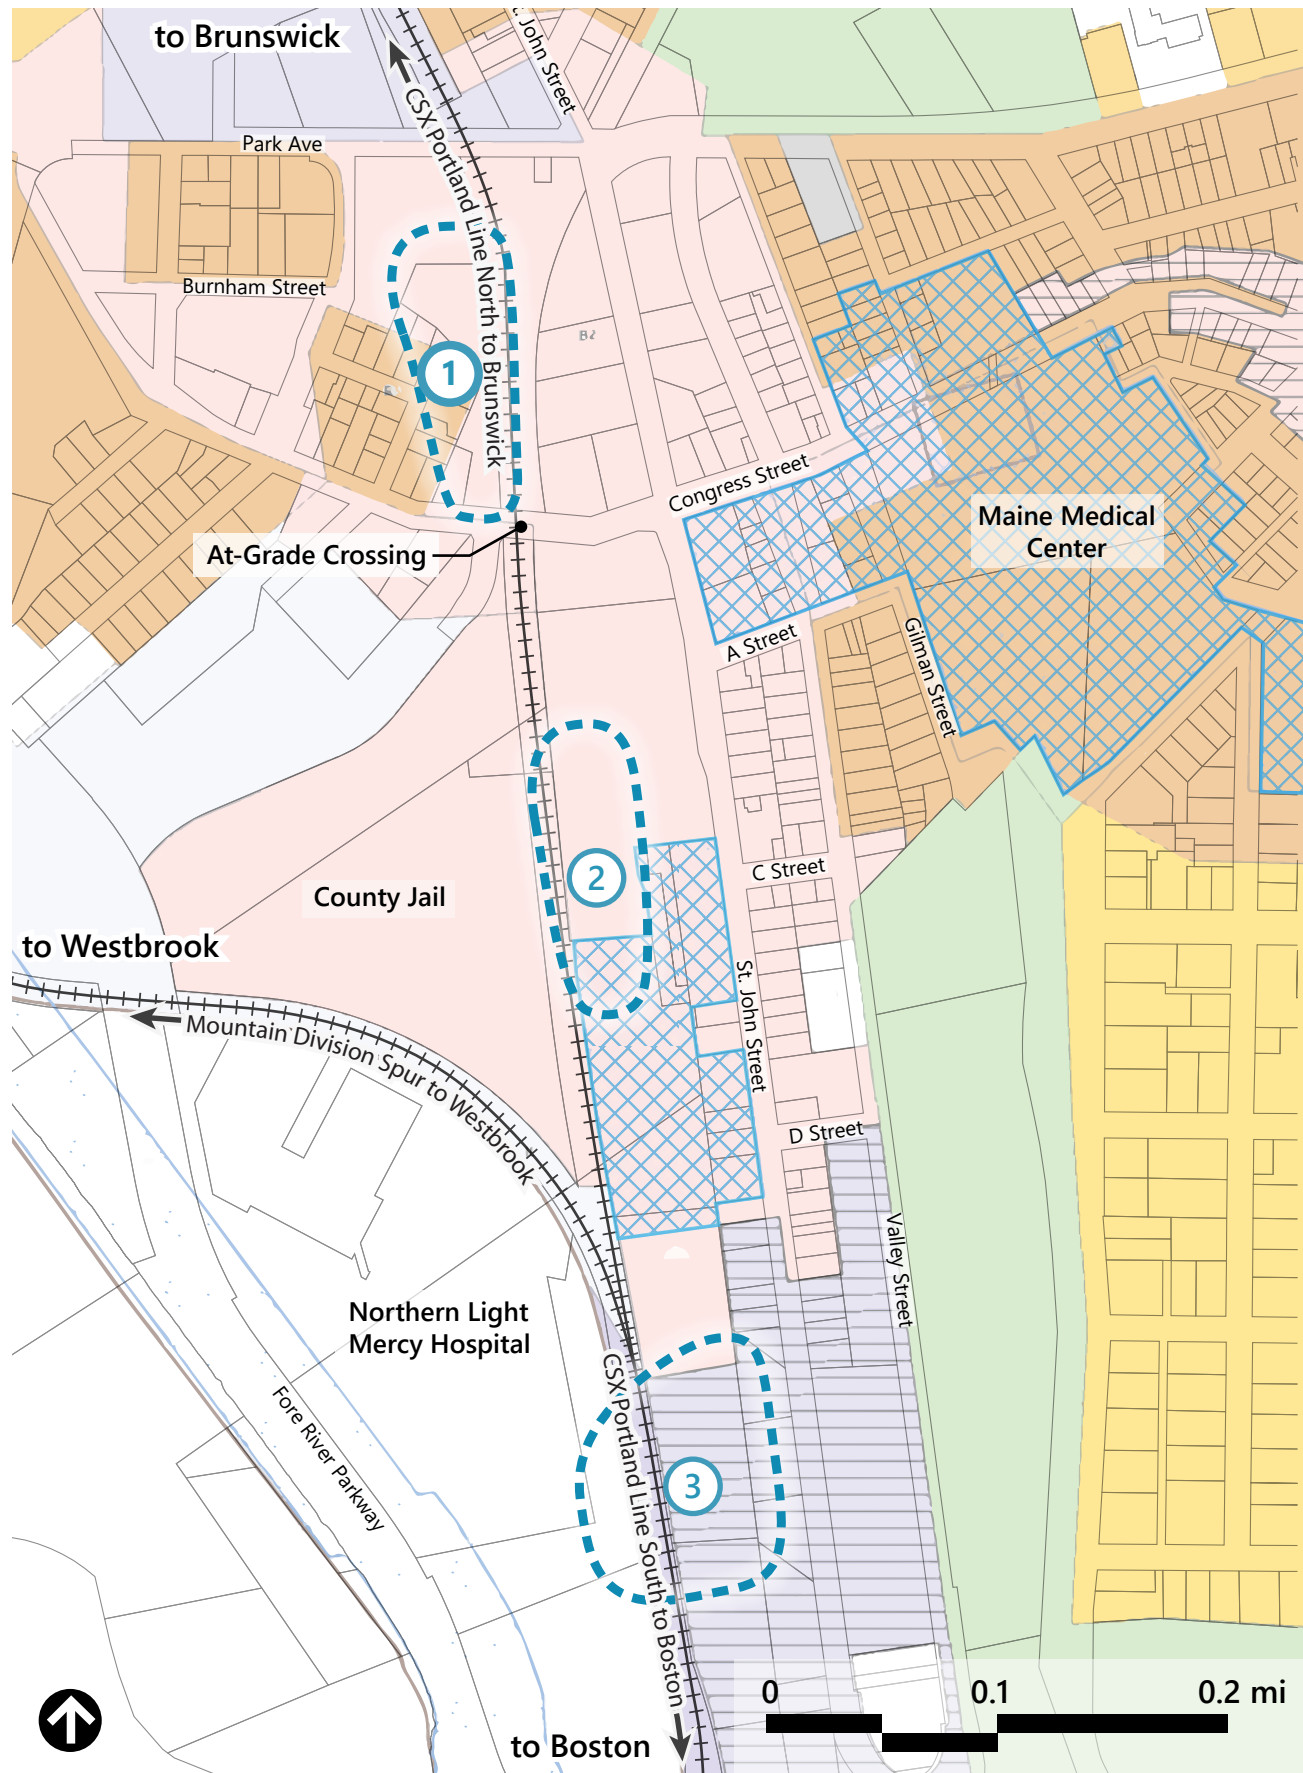 to Brunswick
St. John Street
CSX Portland Line North to Brunswick
Park Ave
Burnham Street
B2
1
Congress Street
Maine Medical
Center
At-Grade Crossing
A Street
Gilman Street
2
C Street
County Jail
to Westbrook
St. John Street
Mountain Division Spur to Westbrook
D Street
Valley Street
Northern Light
Mercy Hospital
CSX Portland Line South to Boston
Fore River Parkway
3
0 0.1 0.2 mi
to Boston